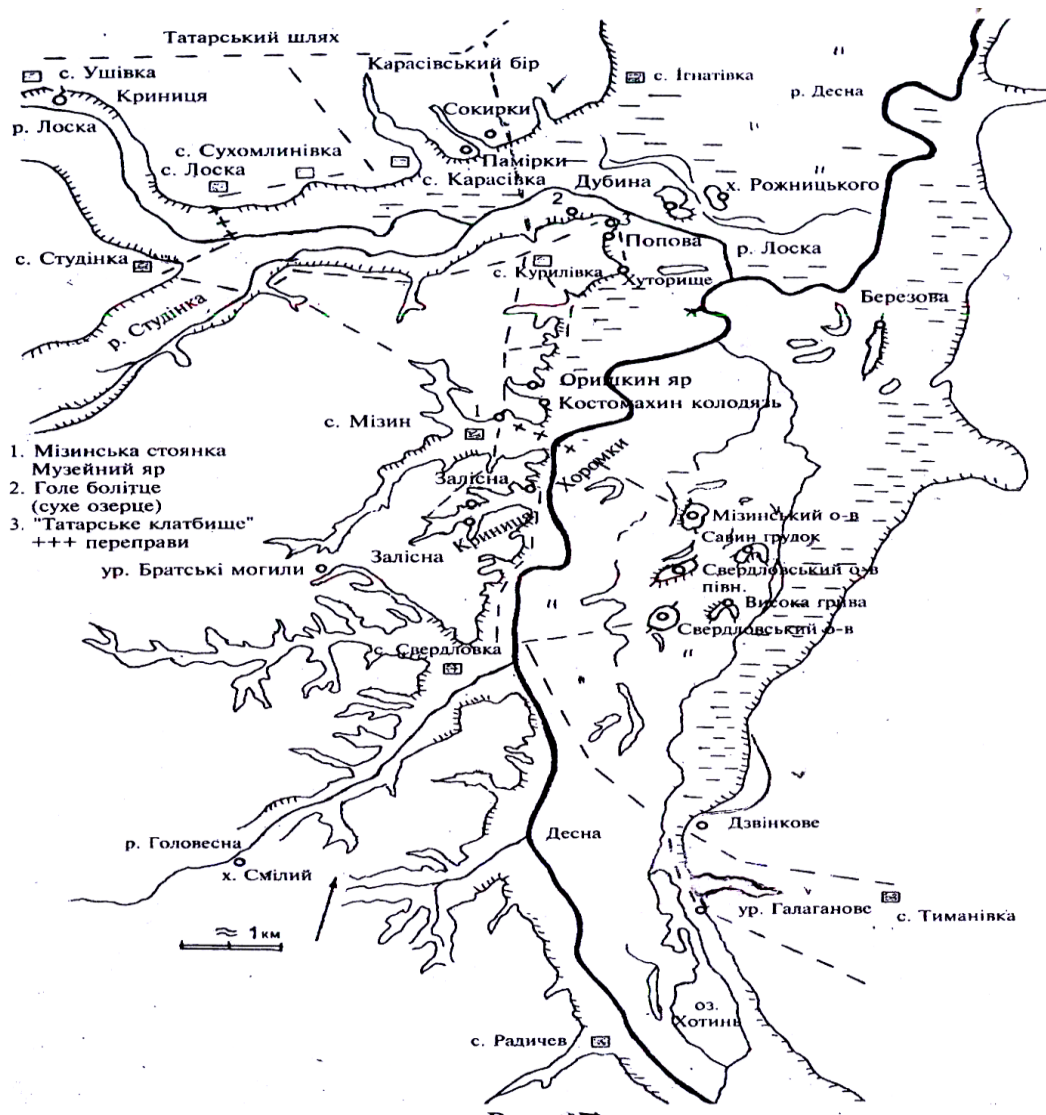 Татарський шлях
Карасівський бір
с. Ушівка
с. Ігнатівка
Криниця
р. Десна
р. Лоска
Сокирки
с. Сухомлинівка
Памірки
с. Лоска
с. Карасівка
Дубина
х. Рожницького
2
3
Попова
р. Лоска
с. Студінка
с. Курилівка
Хуторище
р. Студінка
Березова
Оришкин яр
Костомахин колодязь
1
с. Мізин
1. Мізинська стоянка
Музейний яр
2. Голе болітце
(сухе озерце)
3. "Татарське клатбище"
+++ переправи
Хоромки
Залісна
Мізинський о-в
Криниця
Савин грудок
Залісна
ур. Братські могили
Свердловський о-в
півн.
Висока грива
Свердловський о-в
с. Свердловка
Дзвінкове
Десна
р. Головесна
х. Смілий
ур. Галаганове
с. Тиманівка
≈ 1 км
оз.
Хотинь
с. Радичев